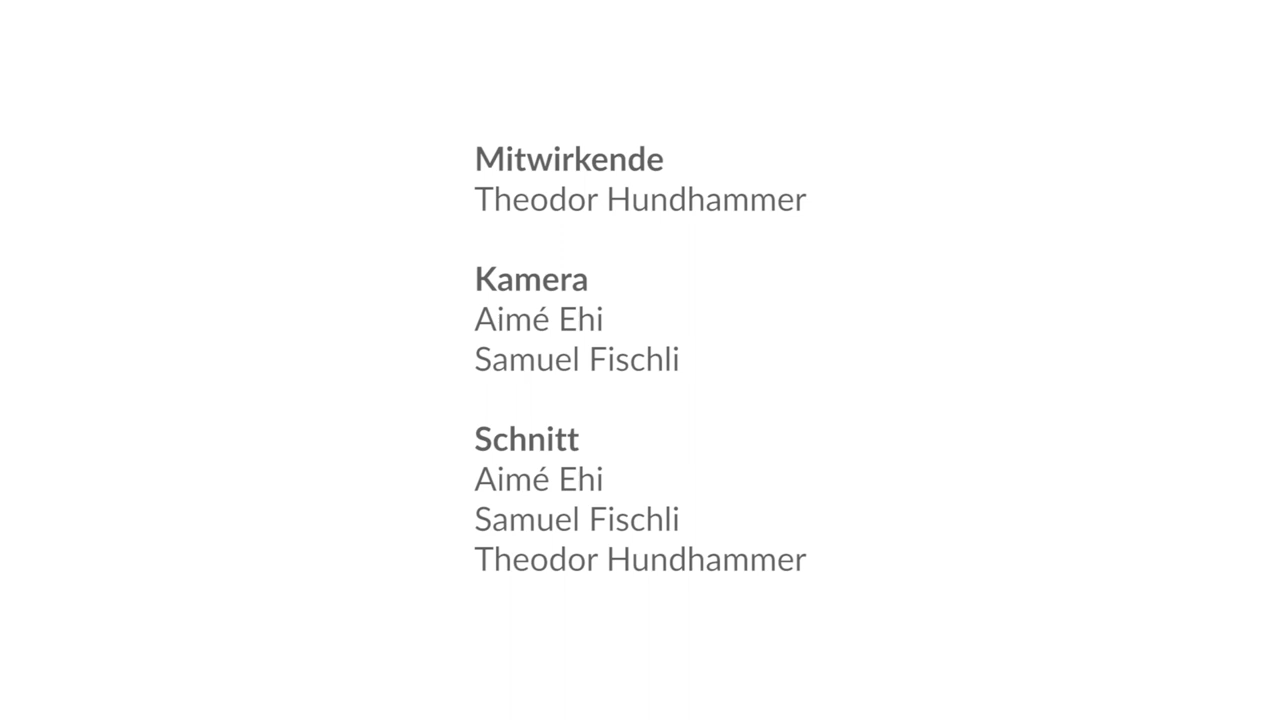 Mitwirkende
Theodor Hundhammer
Kamera
Aimé Ehi
Samuel Fischli
Schnitt
Aimé Ehi
Samuel Fischli
Theodor Hundhammer